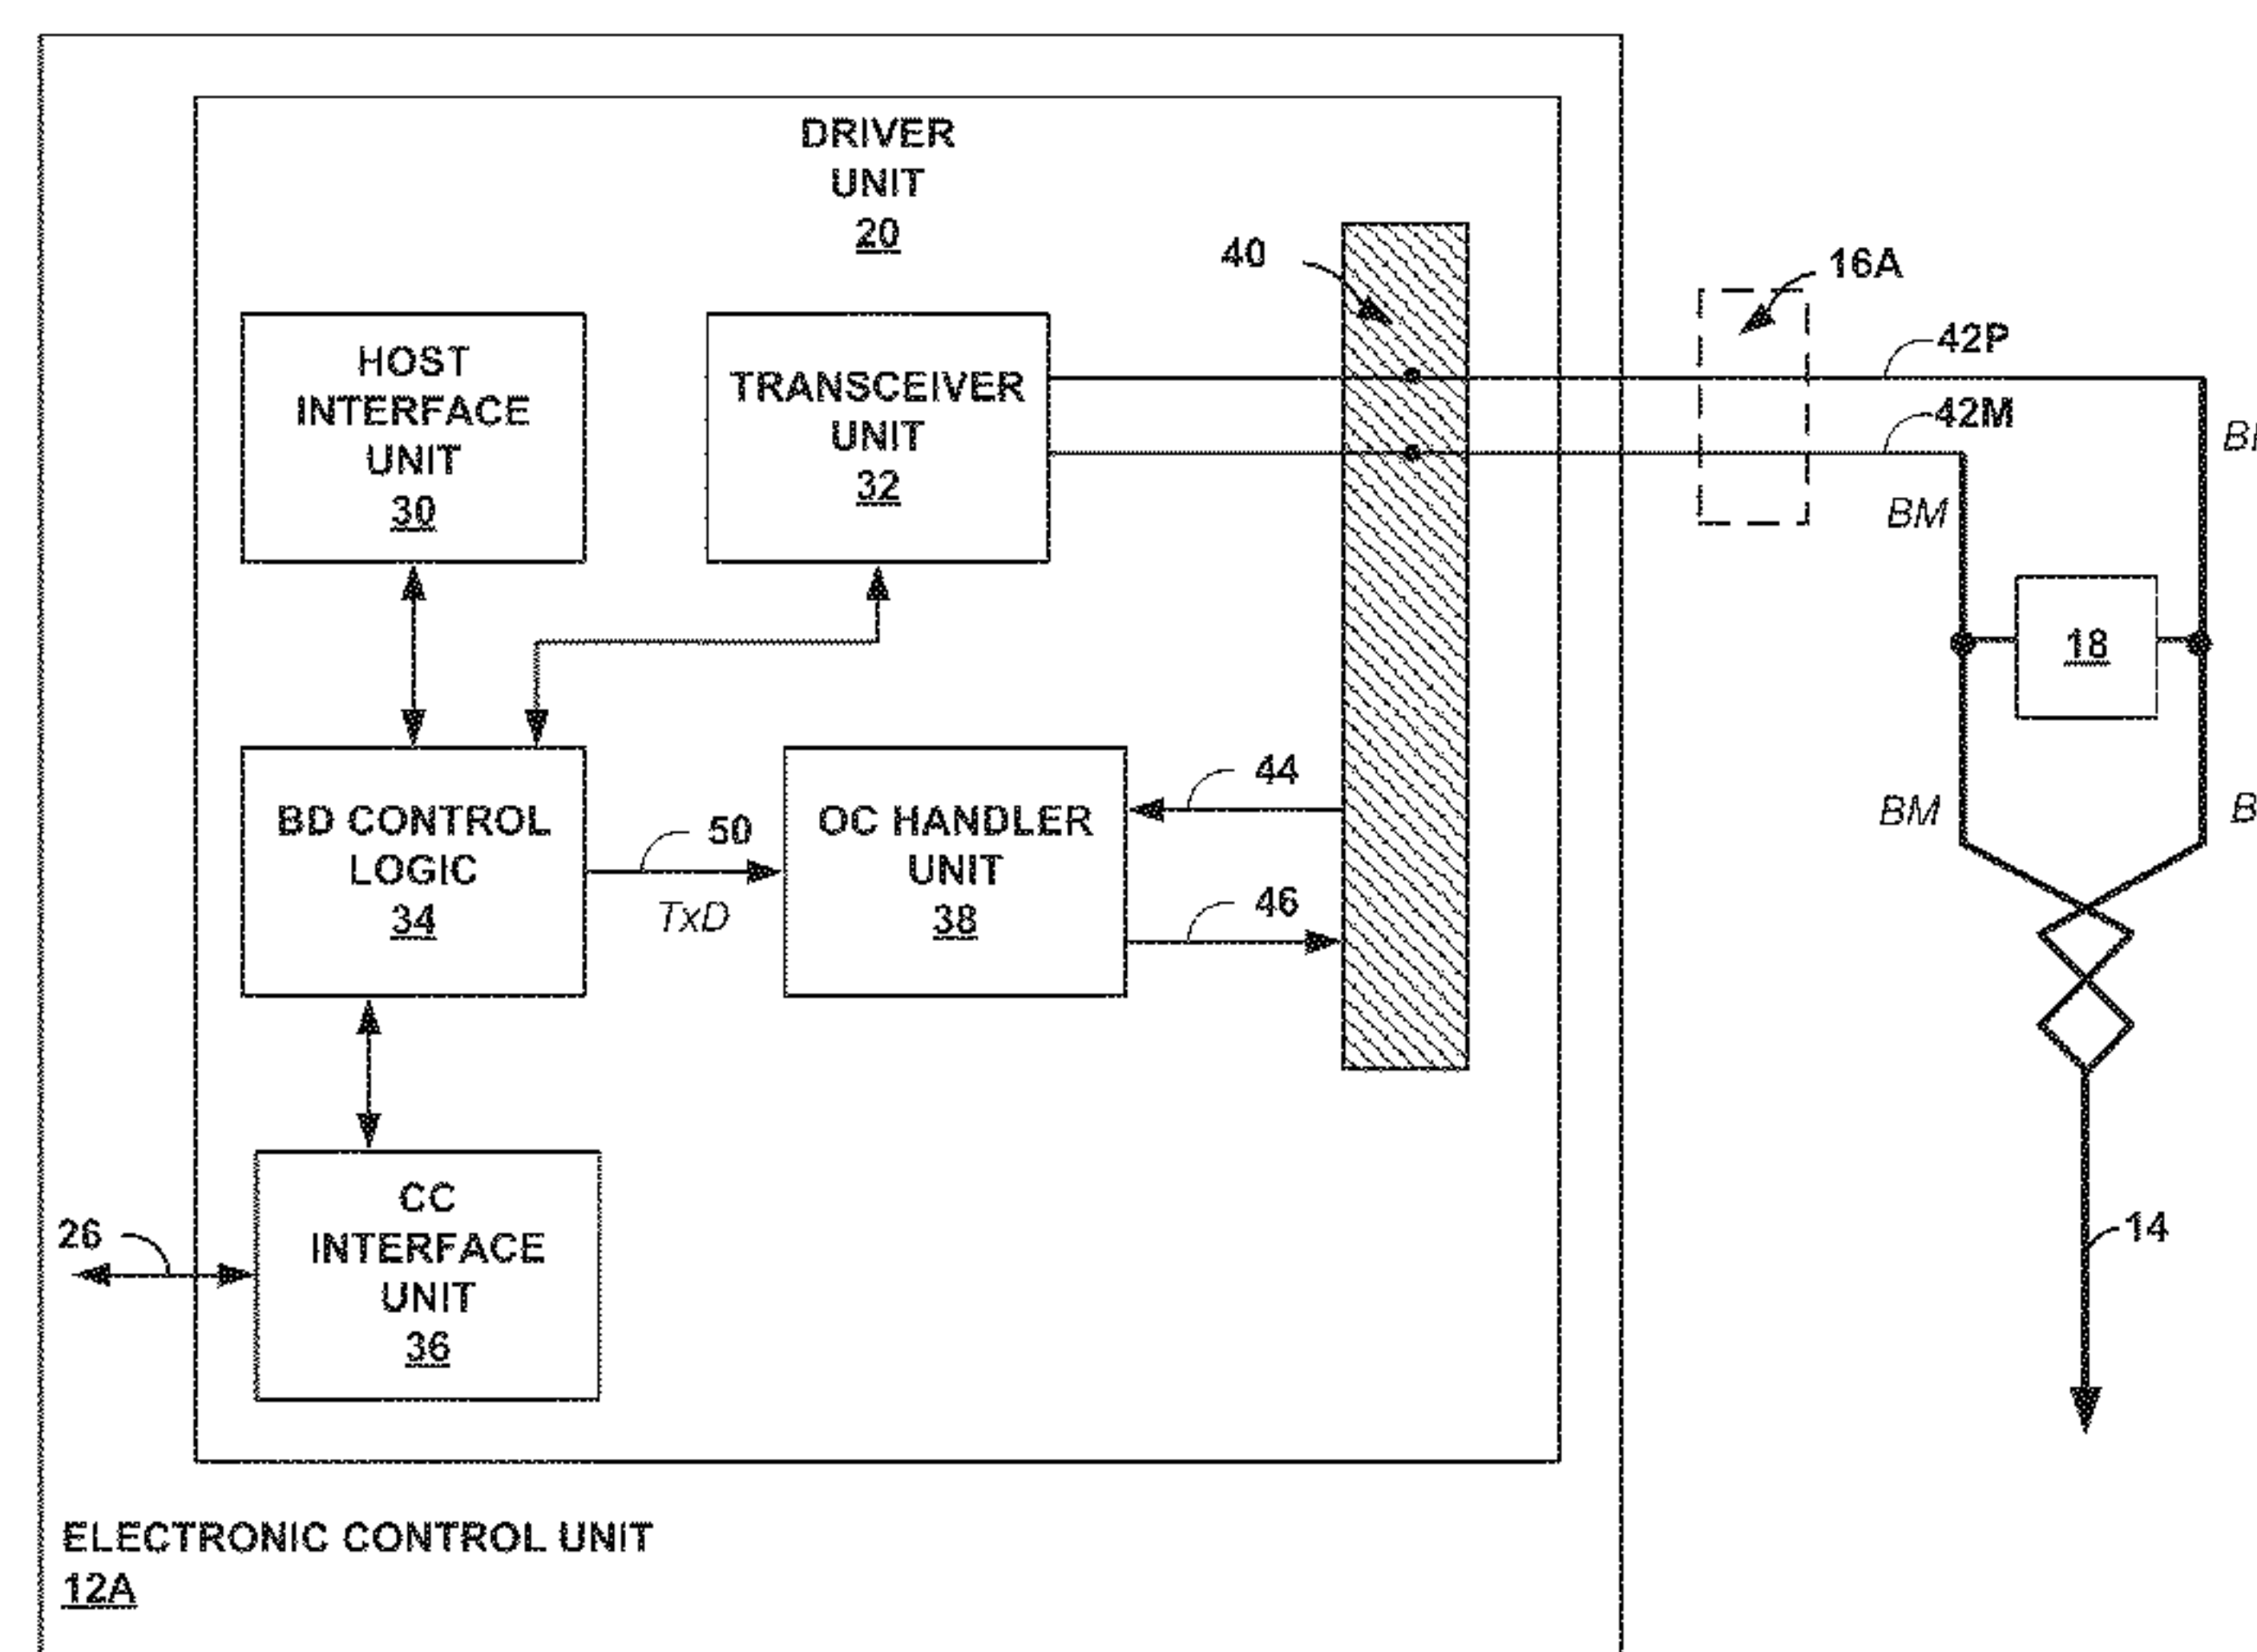 DRIVER
UNIT
20
40
16A
HOST
INTERFACE
UNIT
30
TRANSCEIVER
UNIT
32
42P
42M
BM
18
BD CONTROL
LOGIC
34
50
TxD
OC HANDLER
UNIT
38
44
46
BM
26
CC
INTERFACE
UNIT
36
14
ELECTRONIC CONTROL UNIT
12A